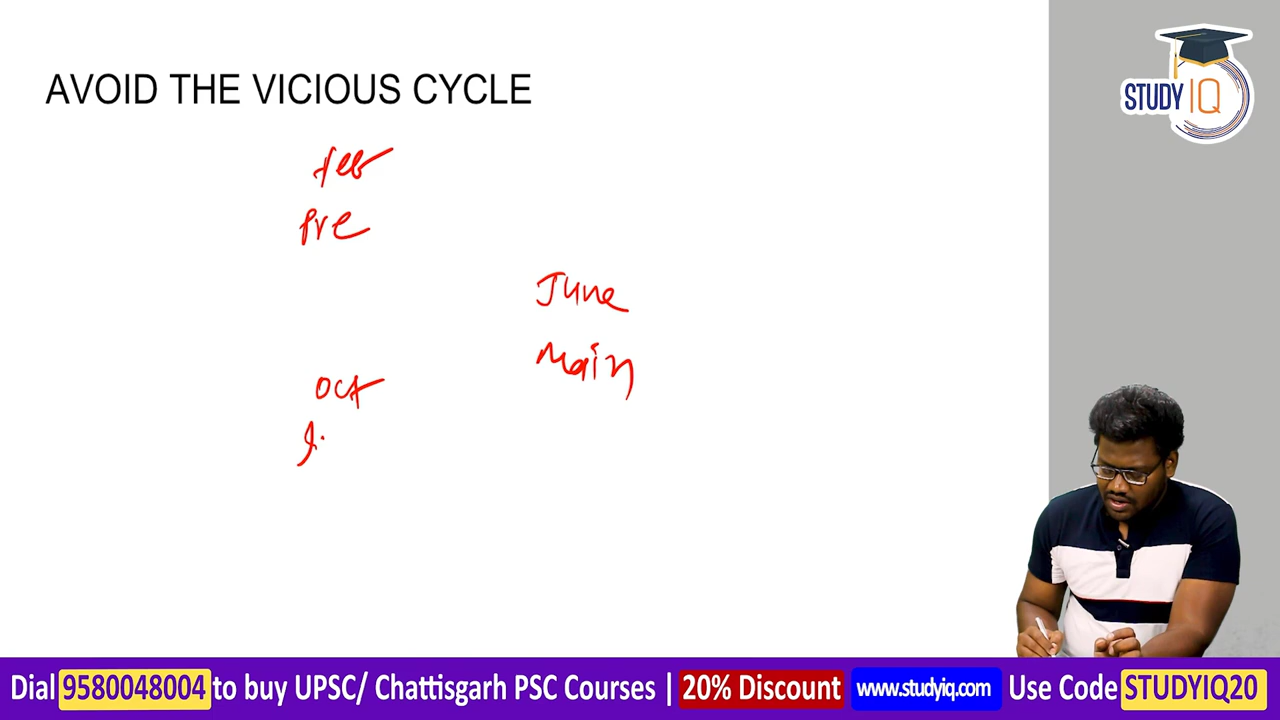 AVOID THE VICIOUS CYCLE
STUDY IQ
feb
Pre
June
Main
Oct
Dial 9580048004 to buy UPSC/ Chattisgarh PSC Courses | 20% Discount www.studyiq.com Use Code STUDYIQ20